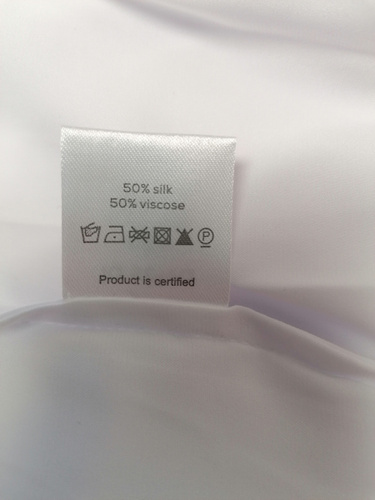 50% silk
50% viscose
P
Product is certified